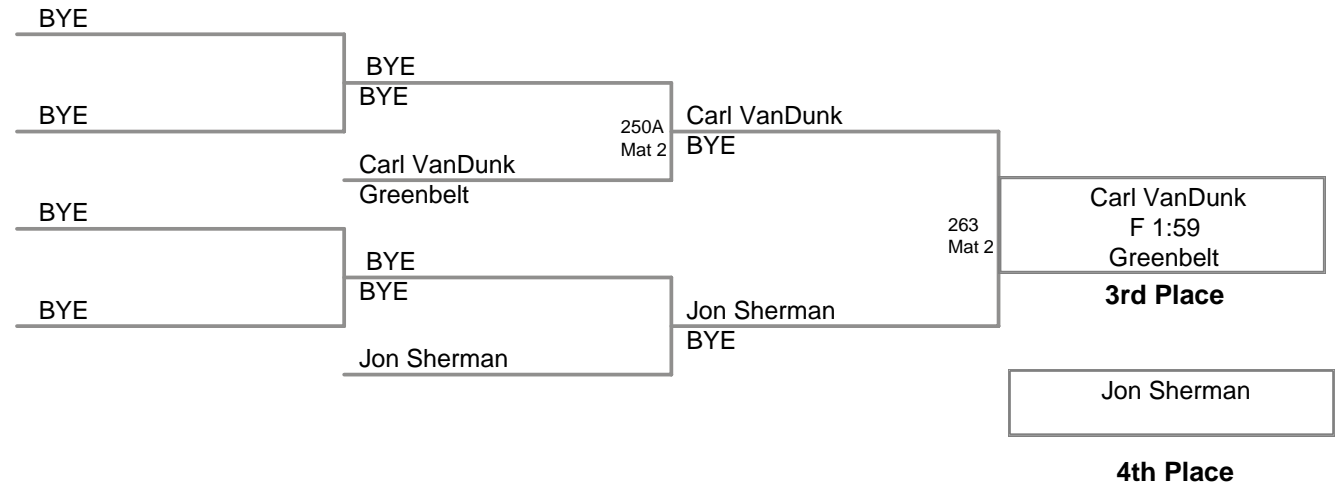 BYE
BYE
BYE
BYE
250A
Mat 2
Carl VanDunk
BYE
Carl VanDunk
Greenbelt
BYE
BYE
BYE
BYE
Jon Sherman
Jon Sherman
BYE
263
Mat 2
Carl VanDunk
F 1:59
Greenbelt
3rd Place
Jon Sherman
4th Place